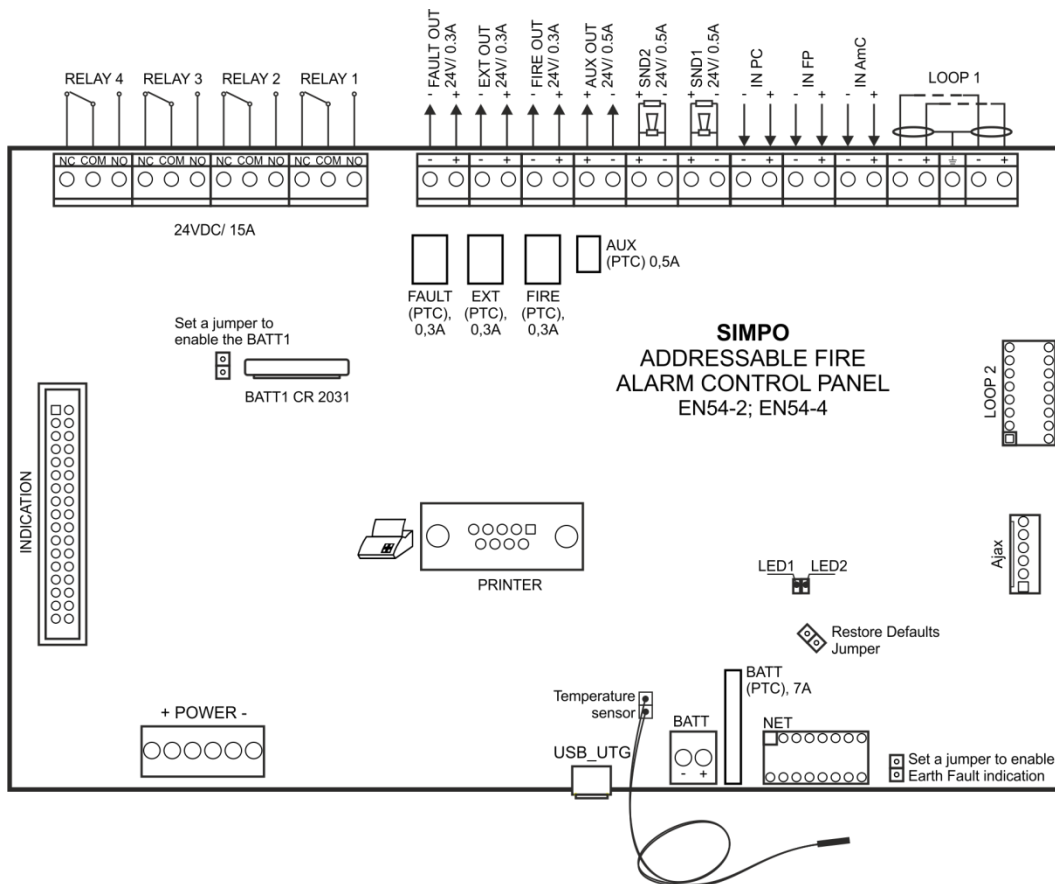 RELAY 4
RELAY 3
RELAY 2
RELAY 1
- FAULT OUT
+ 24V/ 0.3A
- EXT OUT
+ 24V/ 0.3A
- FIRE OUT
+ 24V/ 0.3A
+ AUX OUT
- 24V/ 0.5A
+ SND2
- 24V/ 0.5A
+ SND1
- 24V/ 0.5A
- IN PC
+
- IN FP
+
- IN AmC
+
LOOP 1
NC COM NO NC COM NO NC COM NO NC COM NO
- + - + - + + - + - + - - + - + - + - + - +
24VDC/ 15A
FAULT
(PTC),
0,3A
EXT
(PTC),
0,3A
FIRE
(PTC),
0,3A
AUX
(PTC) 0,5A
Set a jumper to
enable the BATT1
BATT1 CR 2031
SIMPO
ADDRESSABLE FIRE
ALARM CONTROL PANEL
EN54-2; EN54-4
LOOP 2
INDICATION
PRINTER
Ajax
LED1
LED2
Restore Defaults
Jumper
BATT
(PTC), 7A
Temperature
sensor
+ POWER -
USB_UTG
BATT
- +
NET
Set a jumper to enable
Earth Fault indication